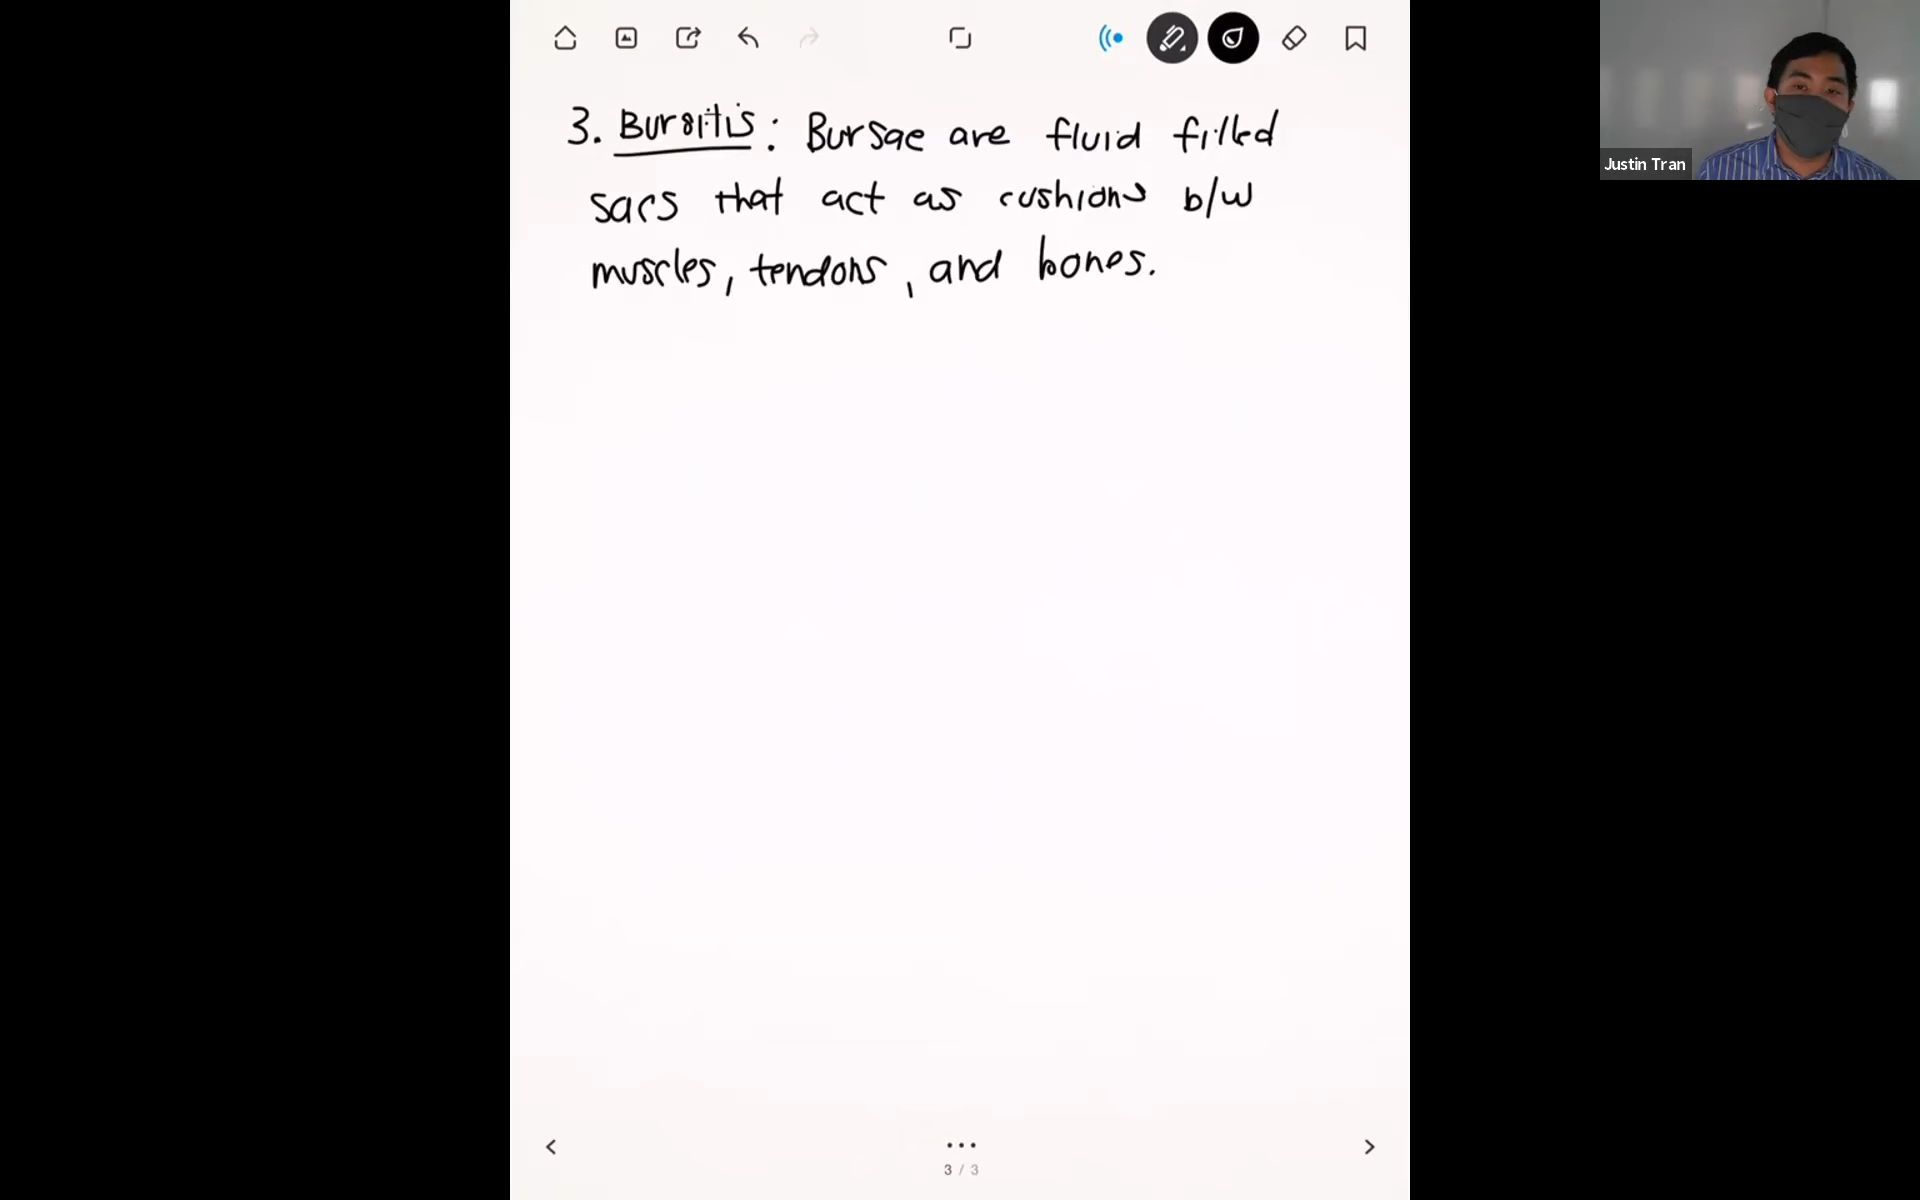 3. Bursitis: Bursae are fluid filled
sacs that act as cushions b/w
muscles, tendons, and bones.
Justin Tran
3 / 3